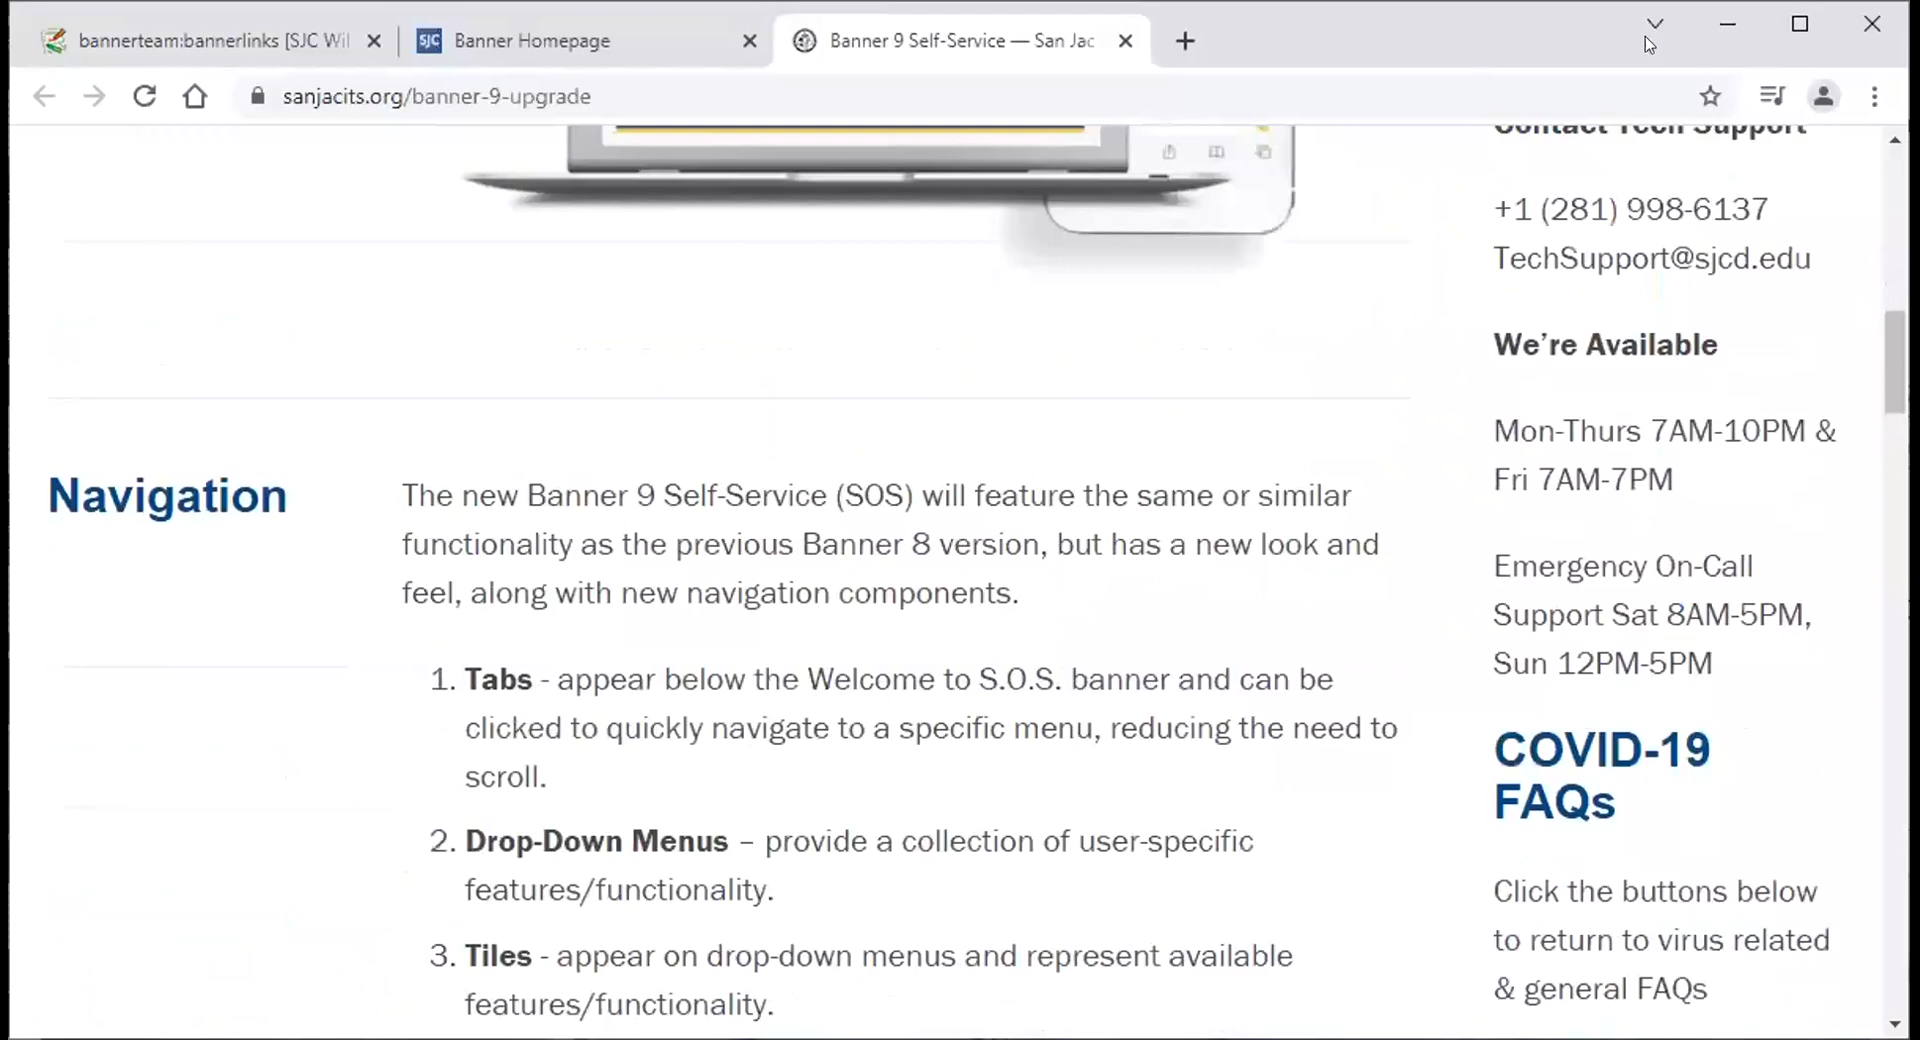 bannerteam:bannerlinks [SJC Wil
SJC Banner Homepage
Banner 9 Self-Service — San Jac
sanjacits.org/banner-9-upgrade
Contact Tech Support
+1 (281) 998-6137
TechSupport@sjcd.edu
We're Available
Mon-Thurs 7AM-10PM &
Fri 7AM-7PM
Emergency On-Call
Support Sat 8AM-5PM,
Sun 12PM-5PM
COVID-19
FAQs
Click the buttons below
to return to virus related
& general FAQs
Navigation
The new Banner 9 Self-Service (SOS) will feature the same or similar
functionality as the previous Banner 8 version, but has a new look and
feel, along with new navigation components.
1. Tabs - appear below the Welcome to S.O.S. banner and can be
clicked to quickly navigate to a specific menu, reducing the need to
scroll.
2. Drop-Down Menus – provide a collection of user-specific
features/functionality.
3. Tiles - appear on drop-down menus and represent available
features/functionality.